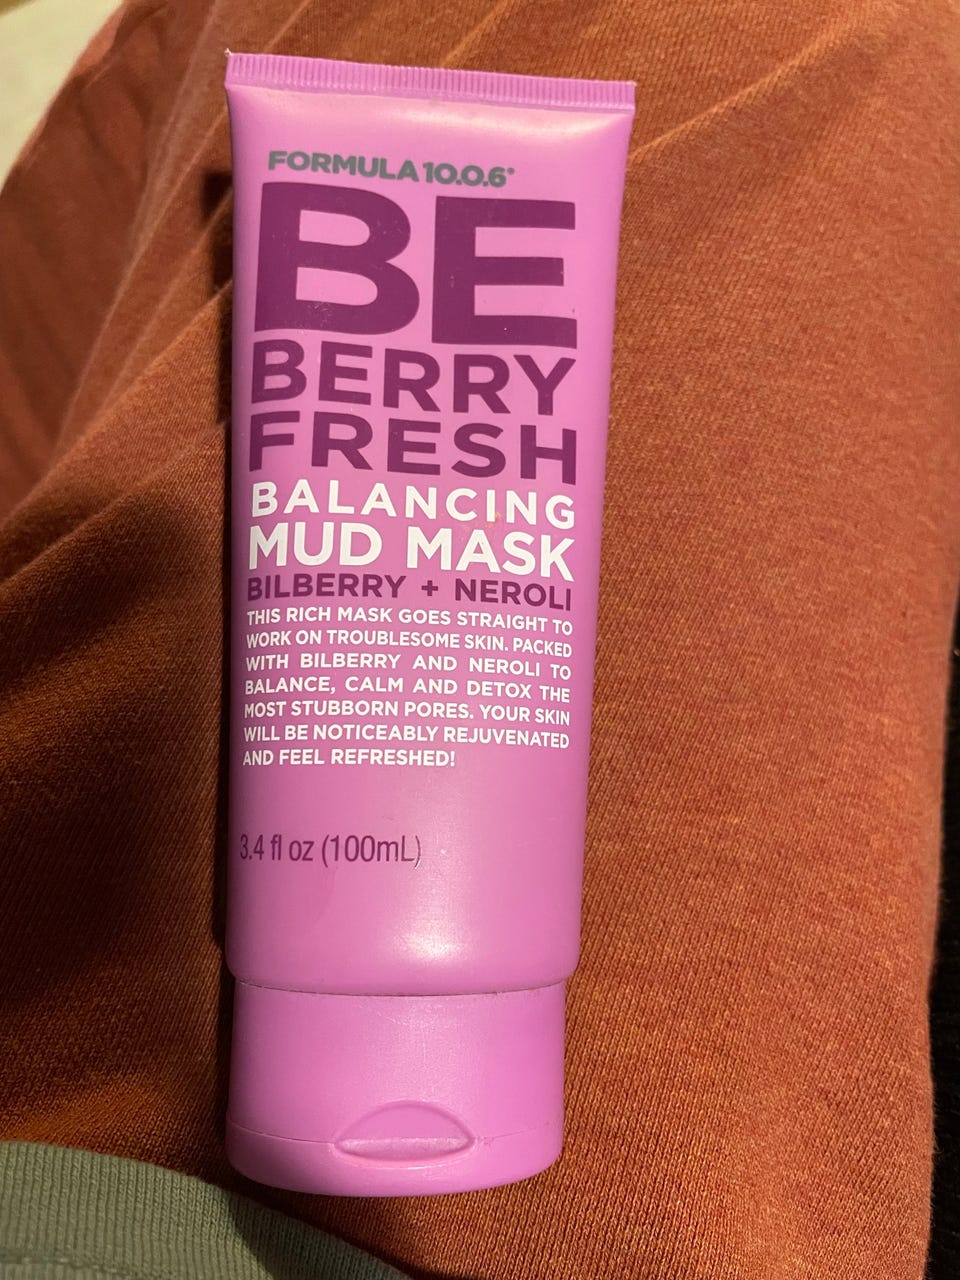 FORMULA 10.0.6®
BE
BERRY
FRESH
BALANCING
MUD MASK
BILBERRY + NEROLI
THIS RICH MASK GOES STRAIGHT TO
WORK ON TROUBLESOME SKIN. PACKED
WITH BILBERRY AND NEROLI TO
BALANCE, CALM AND DETOX THE
MOST STUBBORN PORES. YOUR SKIN
WILL BE NOTICEABLY REJUVENATED
AND FEEL REFRESHED!
3.4 fl oz (100mL)